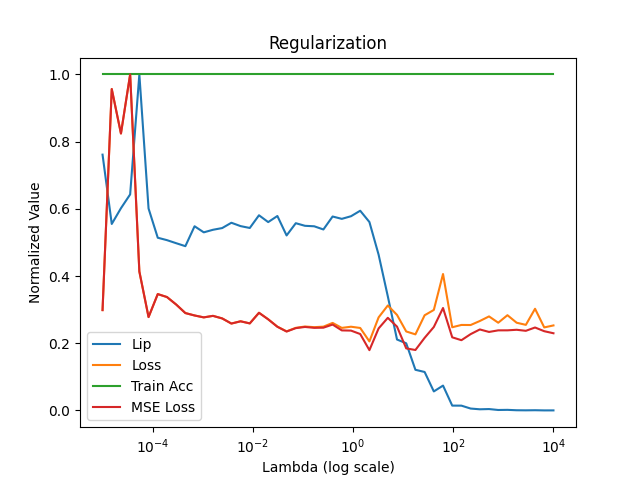 Regularization
Normalized Value
1.0
0.8
0.6
0.4
0.2
0.0
Lip
Loss
Train Acc
MSE Loss
10⁻⁴
10⁻²
10⁰
10²
10⁴
Lambda (log scale)